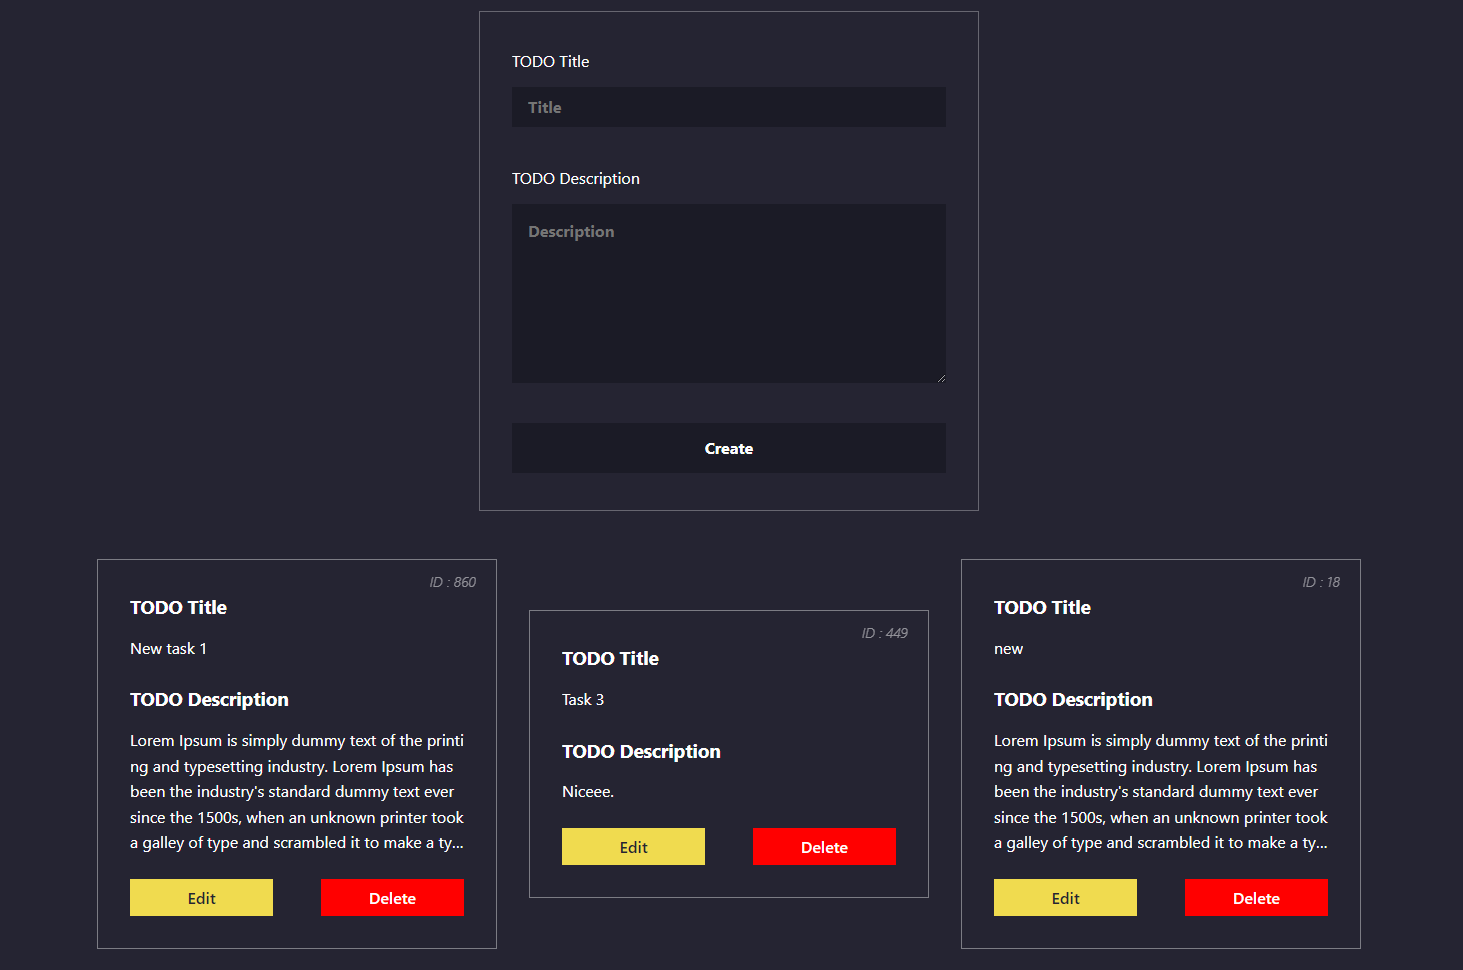 TODO Title
Title
TODO Description
Description
Create
ID : 860
TODO Title
New task 1
TODO Description
Lorem Ipsum is simply dummy text of the printi
ng and typesetting industry. Lorem Ipsum has
been the industry's standard dummy text ever
since the 1500s, when an unknown printer took
a galley of type and scrambled it to make a ty...
Edit
Delete
ID : 449
TODO Title
Task 3
TODO Description
Niceee.
Edit
Delete
ID : 18
TODO Title
new
TODO Description
Lorem Ipsum is simply dummy text of the printi
ng and typesetting industry. Lorem Ipsum has
been the industry's standard dummy text ever
since the 1500s, when an unknown printer took
a galley of type and scrambled it to make a ty...
Edit
Delete